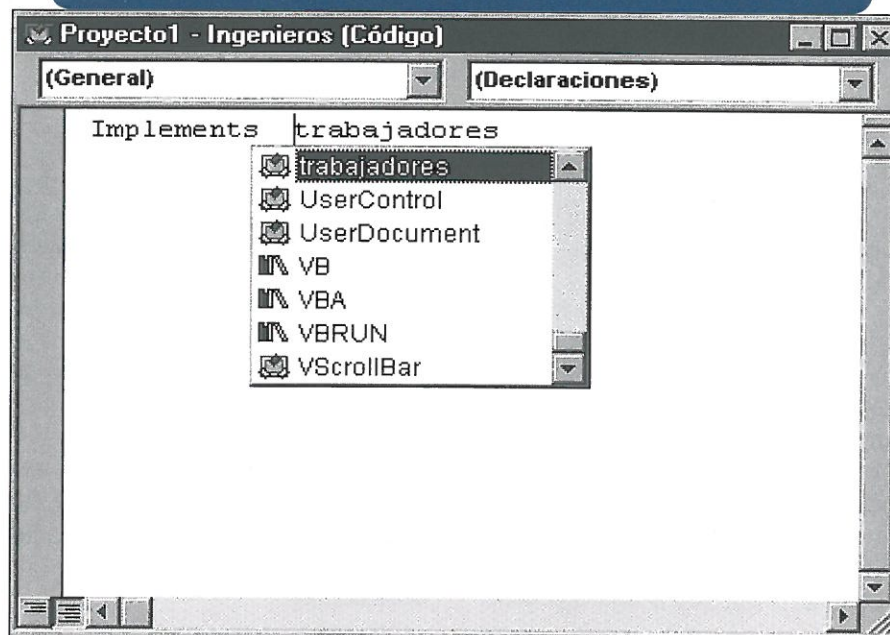 Proyecto1 - Ingenieros (Código)
(General) (Declaraciones)
Implements trabajadores
trabajadores
UserControl
UserDocument
VB
VBA
VBRUN
VScrollBar